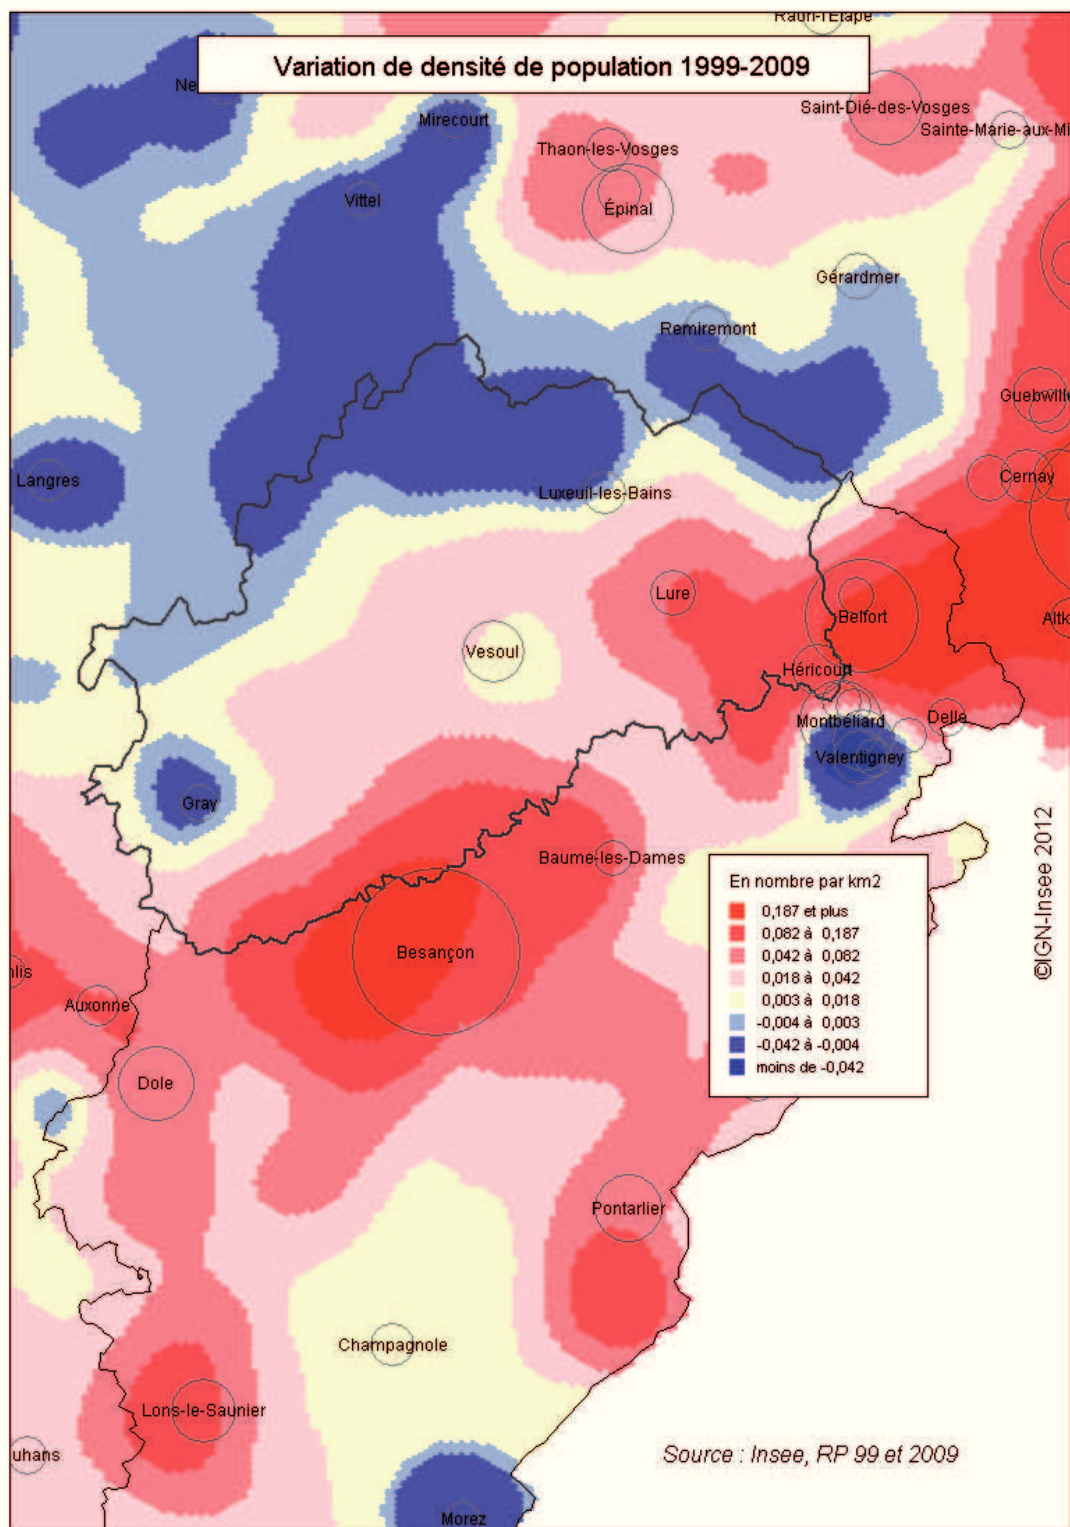 Raon-l'Étape
Variation de densité de population 1999-2009
Ne
Mirecourt
Saint-Dié-des-Vosges
Sainte-Marie-aux-Mi
Thaon-les-Vosges
Vittel
Épinal
Gérardmer
Remiremont
Guebwille
Langres
Cernay
Luxeuil-les-Bains
Lure
Belfort
Altk
Vesoul
Héricourt
Montbéliard
Delle
Valentigney
Gray
Baume-les-Dames
En nombre par km2
0,187 et plus
0,082 à 0,187
0,042 à 0,082
0,018 à 0,042
0,003 à 0,018
-0,004 à 0,003
-0,042 à -0,004
moins de -0,042
©IGN-Insee 2012
Besançon
nlis
Auxonne
Dole
Pontarlier
Champagnole
Lons-le-Saunier
uhans
Source : Insee, RP 99 et 2009
Morez